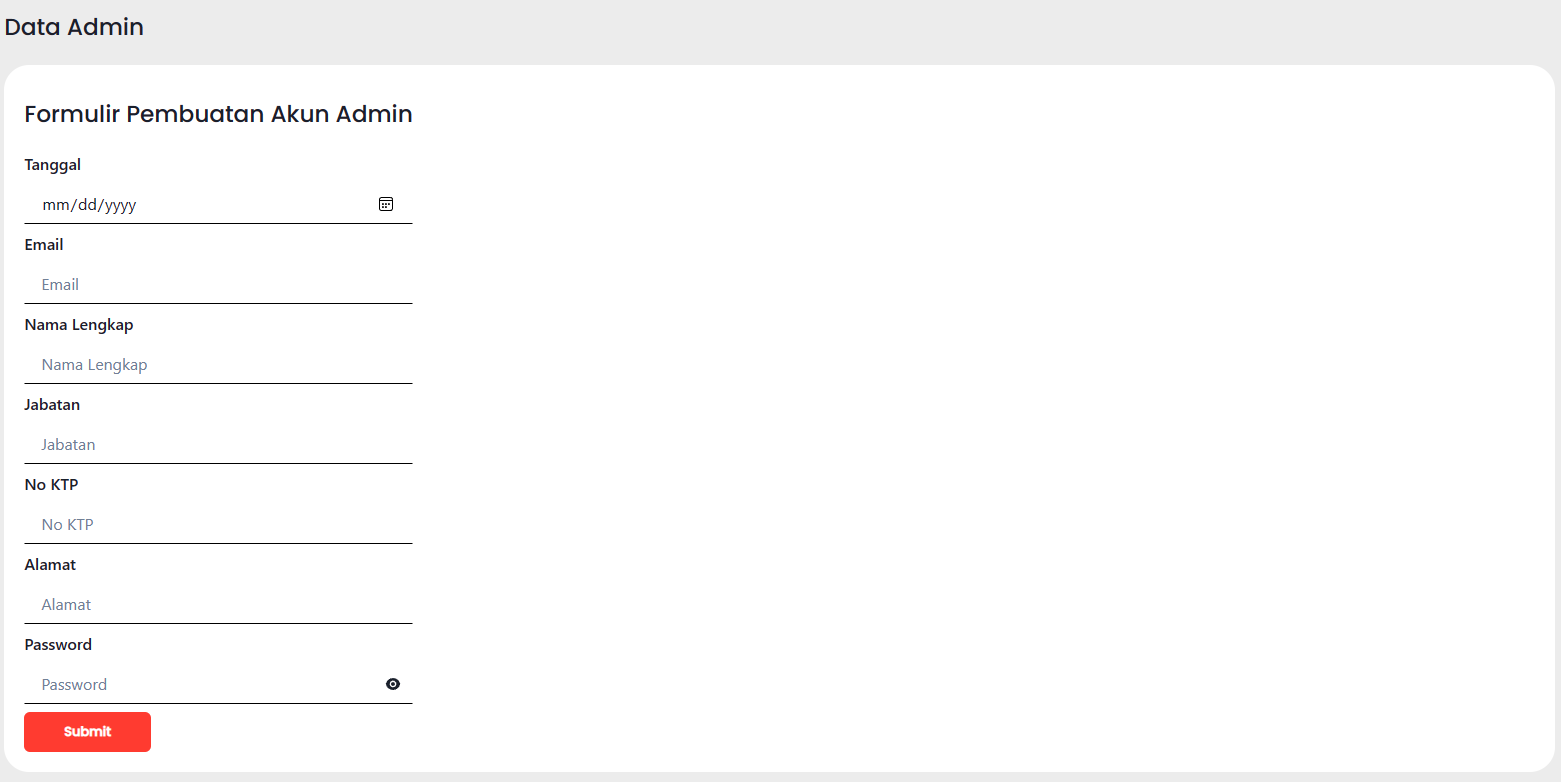 Data Admin
Formulir Pembuatan Akun Admin
Tanggal
mm/dd/yyyy
Email
Email
Nama Lengkap
Nama Lengkap
Jabatan
Jabatan
No KTP
No KTP
Alamat
Alamat
Password
Password
Submit